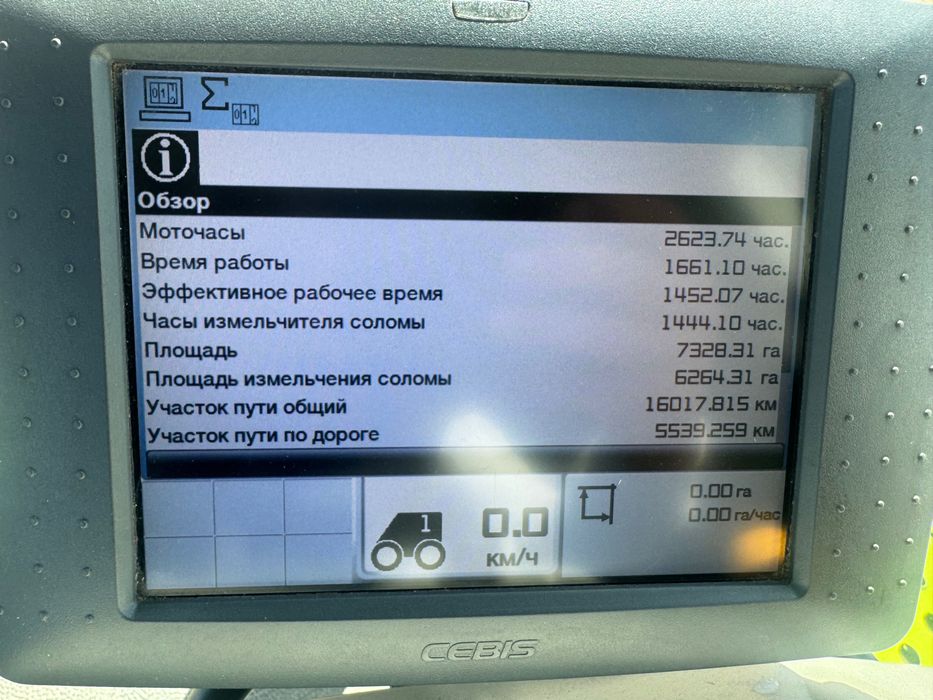 Обзор
Моточасы 2623.74 час.
Время работы 1661.10 час.
Эффективное рабочее время 1452.07 час.
Часы измельчителя соломы 1444.10 час.
Площадь 7328.31 га
Площадь измельчения соломы 6264.31 га
Участок пути общий 16017.815 км
Участок пути по дороге 5539.259 км
1 0.0 км/ч
0.00 га
0.00 га/час
CEBIS